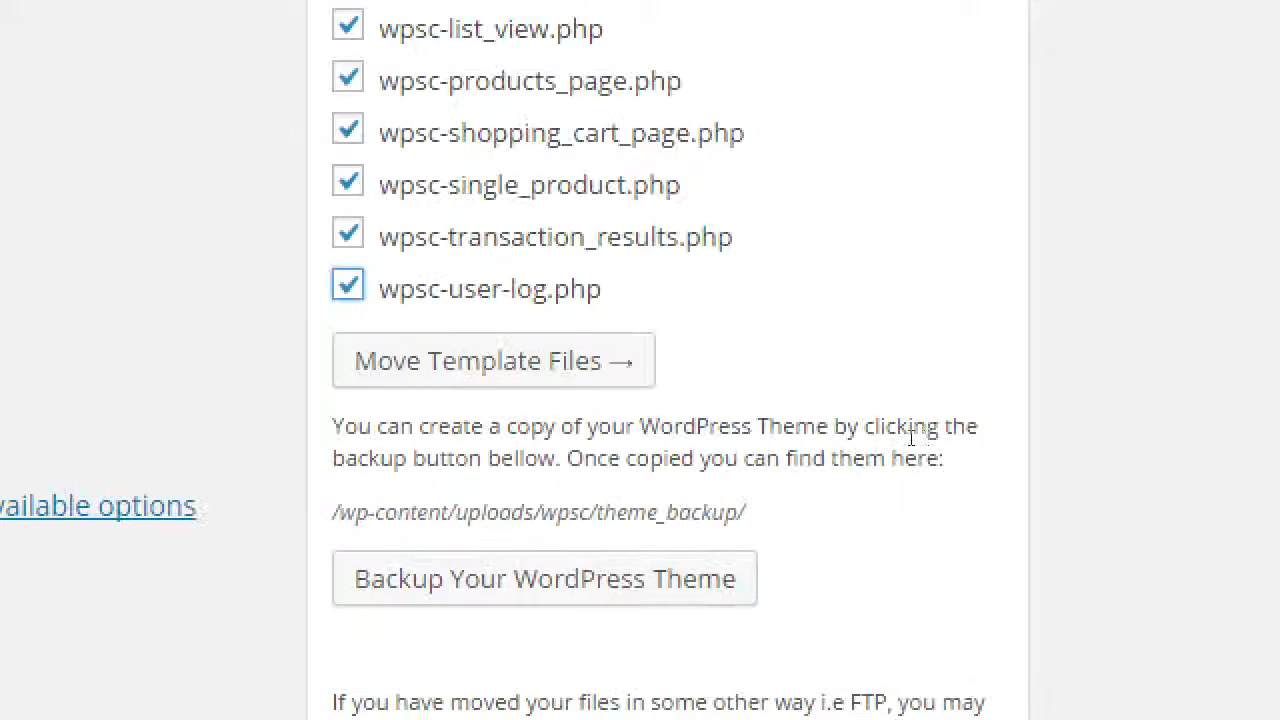 wpsc-list_view.php
wpsc-products_page.php
wpsc-shopping_cart_page.php
wpsc-single_product.php
wpsc-transaction_results.php
wpsc-user-log.php
Move Template Files →
You can create a copy of your WordPress Theme by clicking the
backup button bellow. Once copied you can find them here:
vailable options
/wp-content/uploads/wpsc/theme_backup/
Backup Your WordPress Theme
If you have moved your files in some other way i.e FTP, you may